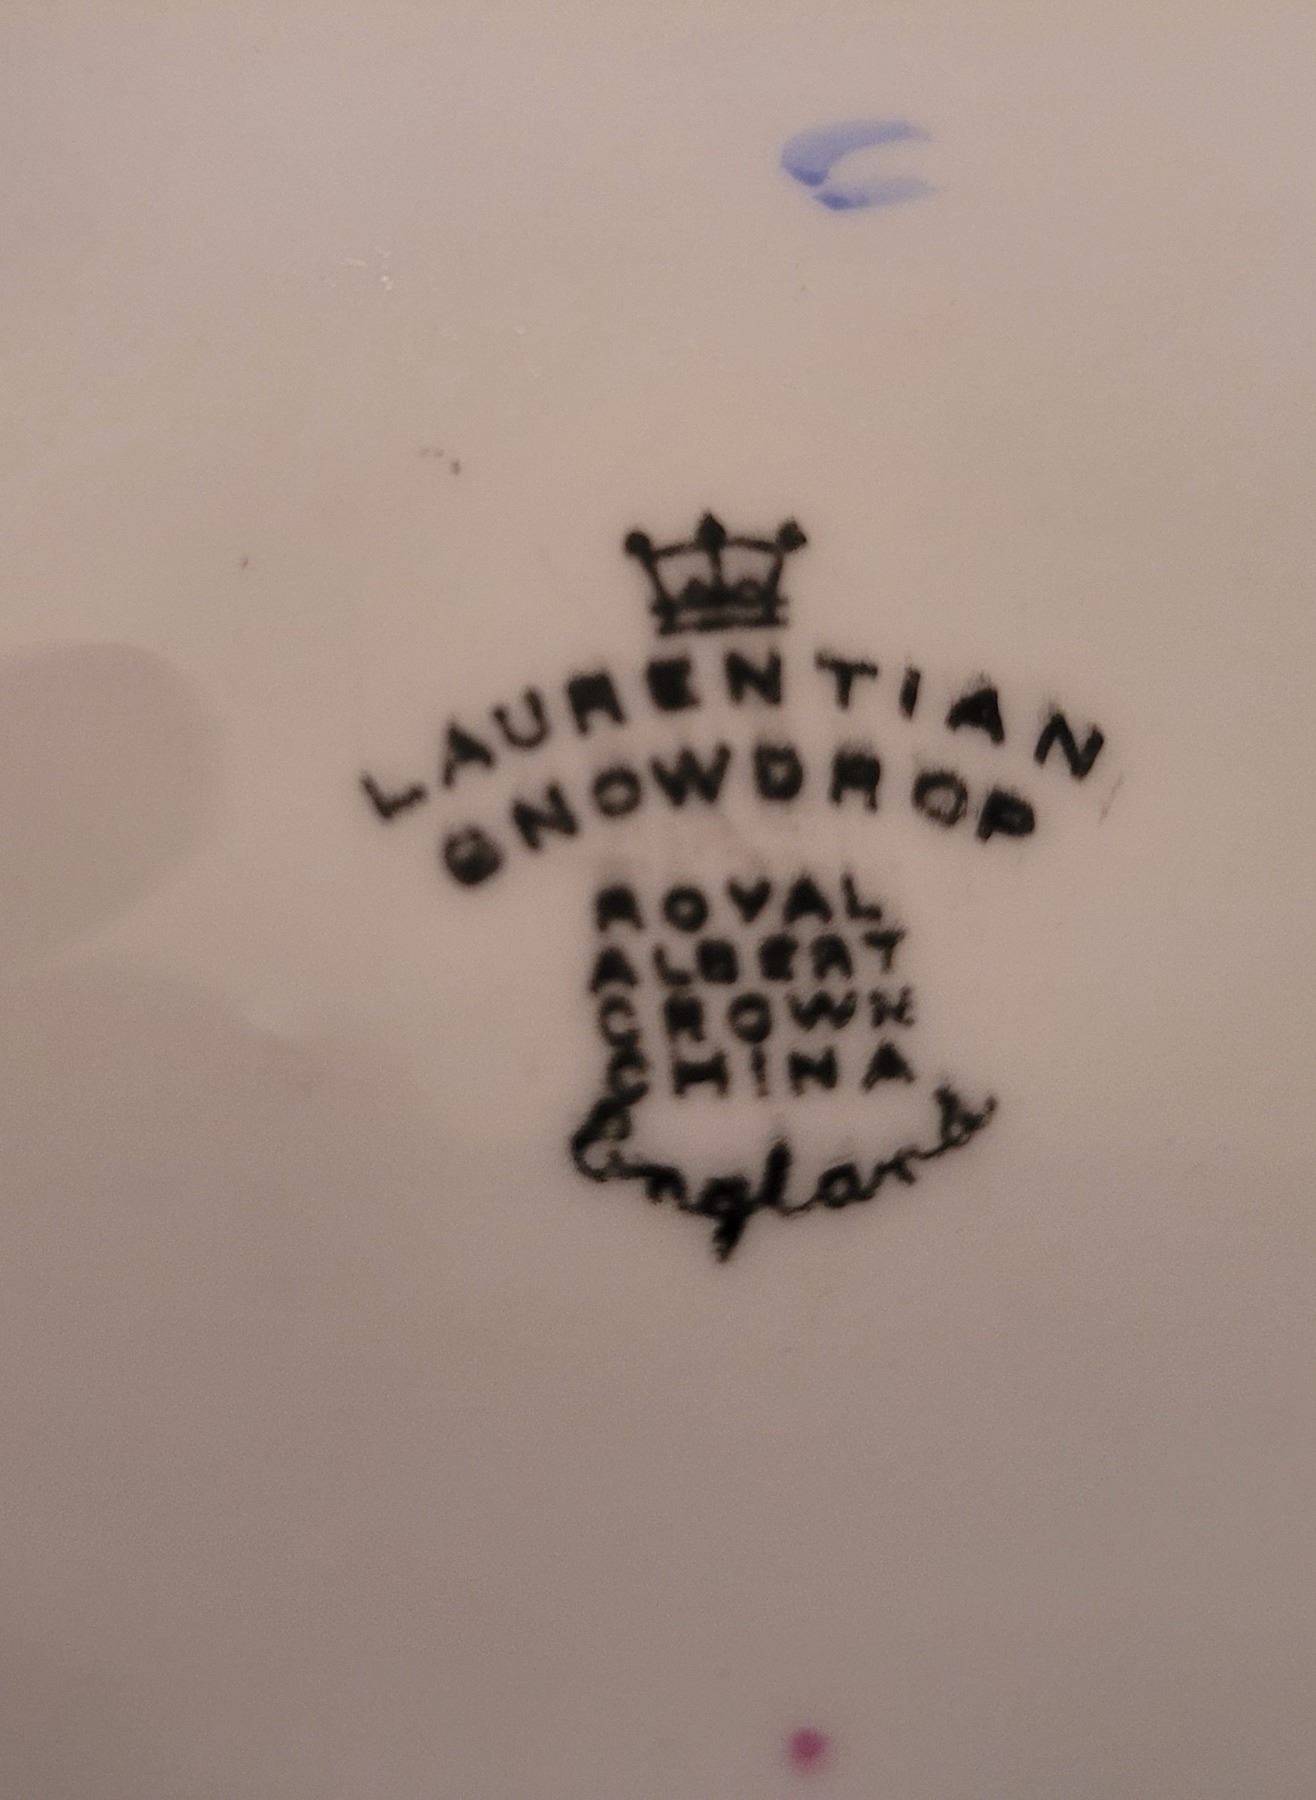 LAURENTIAN
SNOWDROP
ROYAL
ALBERT
CROWN
CHINA
England